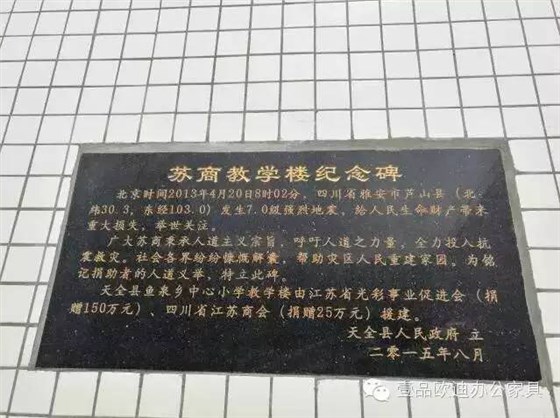 苏商教学楼纪念碑
北京时间2013年4月20日8时02分，四川省雅安市芦山县（北
纬30.3，东经103.0）发生7.0级强烈地震，给人民生命财产带来
重大损失，举世关注。
广大苏商秉承人道主义宗旨，呼吁人道之力量，全力投入抗
震救灾。社会各界纷纷慷慨解囊，帮助灾区人民重建家园。为铭
记捐助者的人道义举，特立此碑。
天全县鱼泉乡中心小学教学楼由江苏省光彩事业促进会（捐
赠150万元）、四川省江苏商会（捐赠25万元）援建。
天全县人民政府 立
二零一五年八月
壹品欧迪办公家具